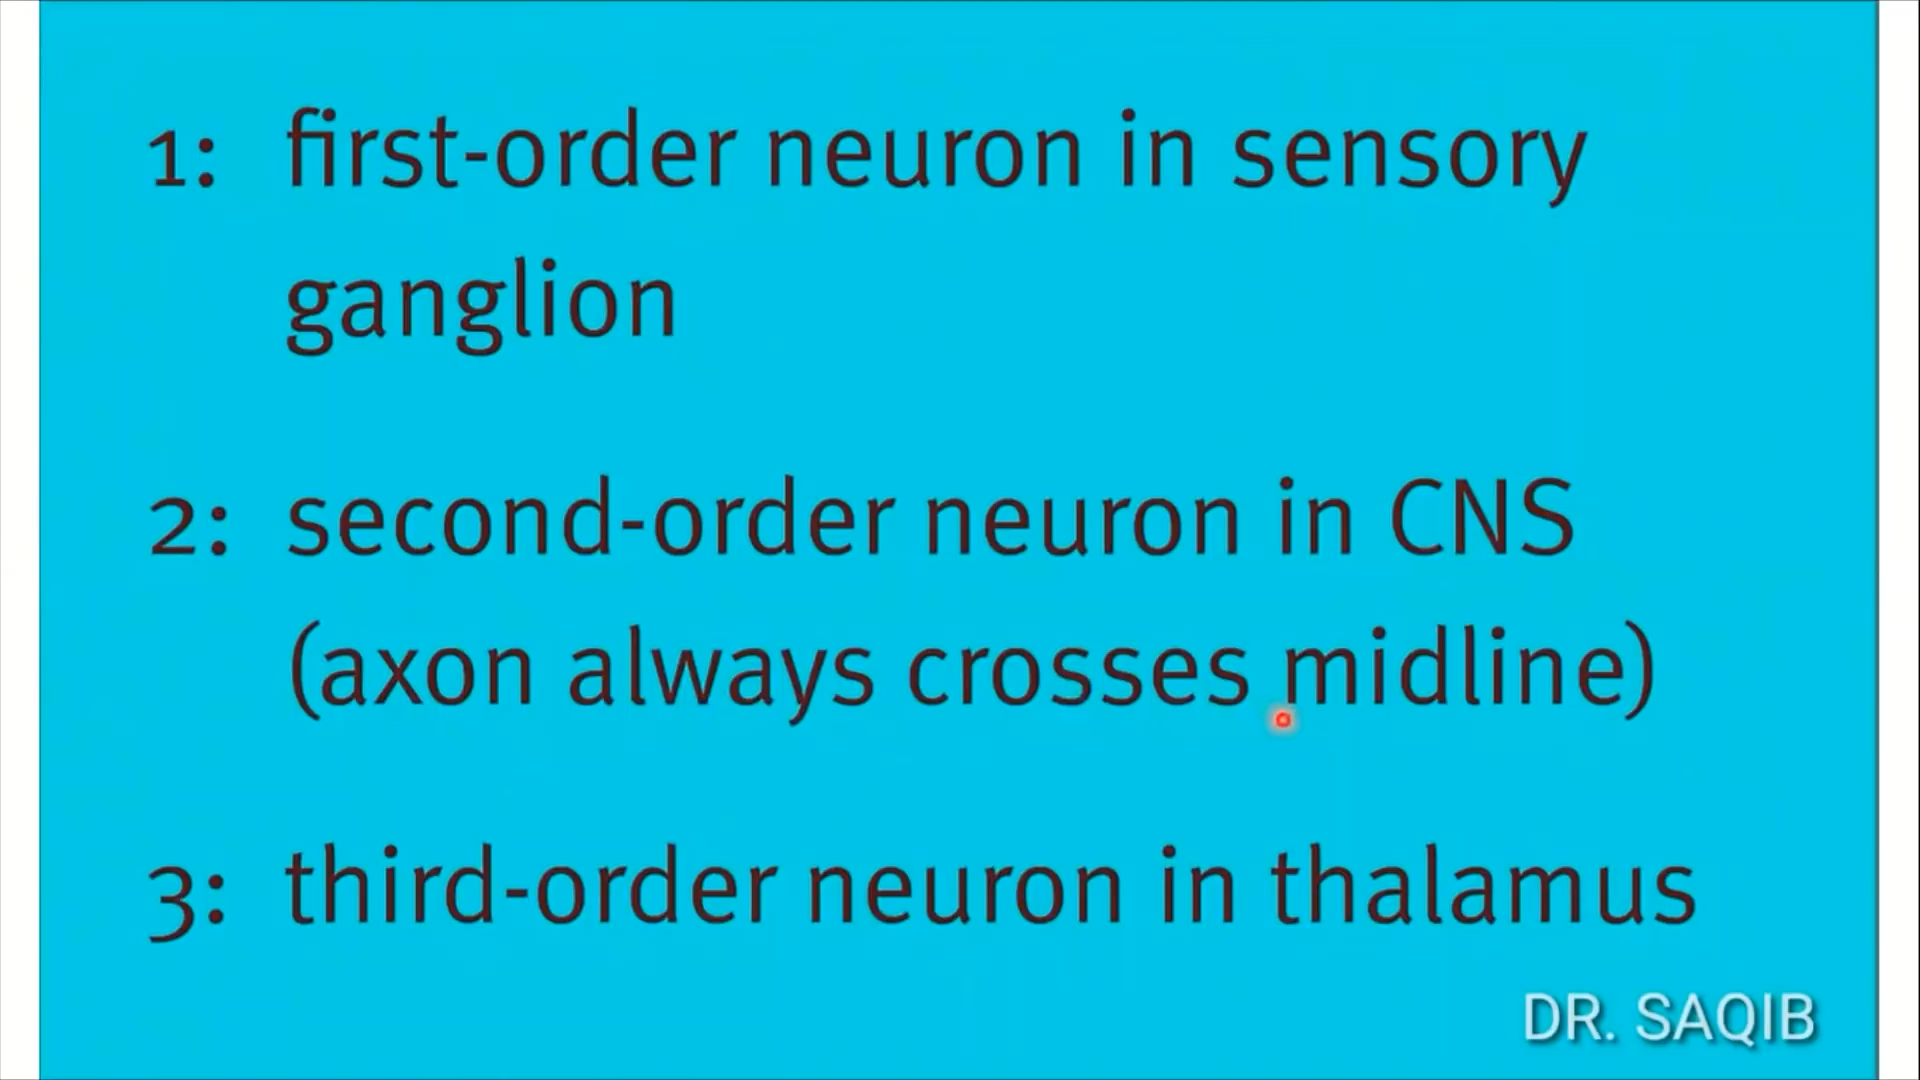 1: first-order neuron in sensory
ganglion
2: second-order neuron in CNS
(axon always crosses midline)
3: third-order neuron in thalamus
DR. SAQIB